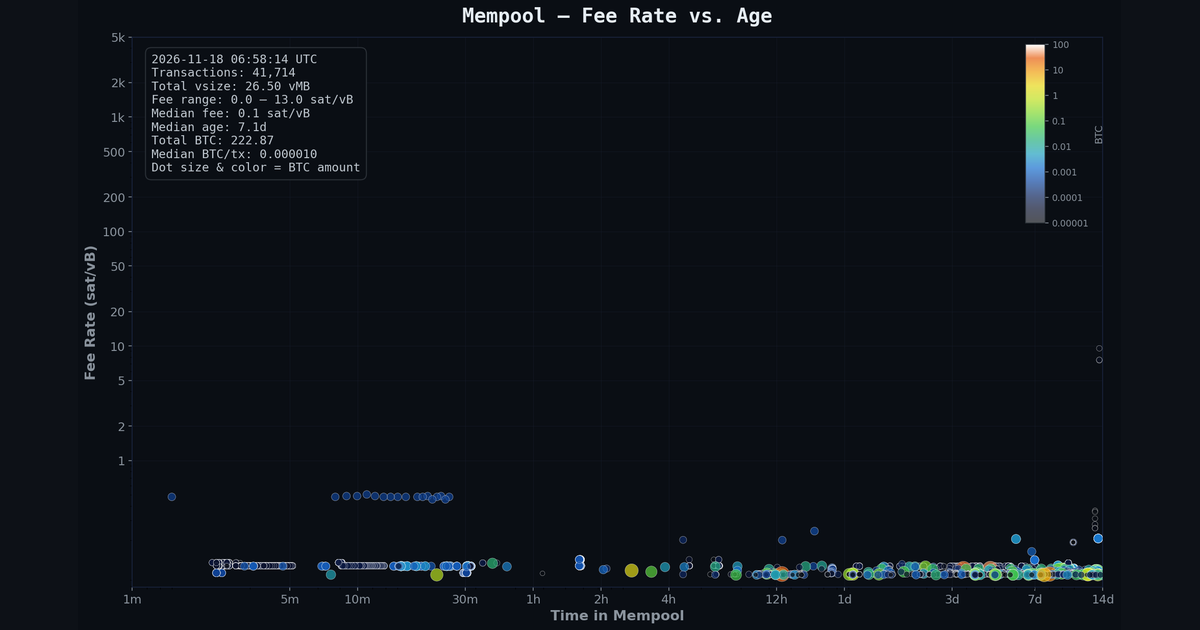 Mempool — Fee Rate vs. Age
2026-11-18 06:58:14 UTC
Transactions: 41,714
Total vsize: 26.50 vMB
Fee range: 0.0 — 13.0 sat/vB
Median fee: 0.1 sat/vB
Median age: 7.1d
Total BTC: 222.87
Median BTC/tx: 0.000010
Dot size & color = BTC amount
5k
2k
1k
500
200
100
50
20
10
5
2
1
Fee Rate (sat/vB)
100
10
1
0.1
0.01
0.001
0.0001
0.00001
BTC
1m 5m 10m 30m 1h 2h 4h 12h 1d 3d 7d 14d
Time in Mempool